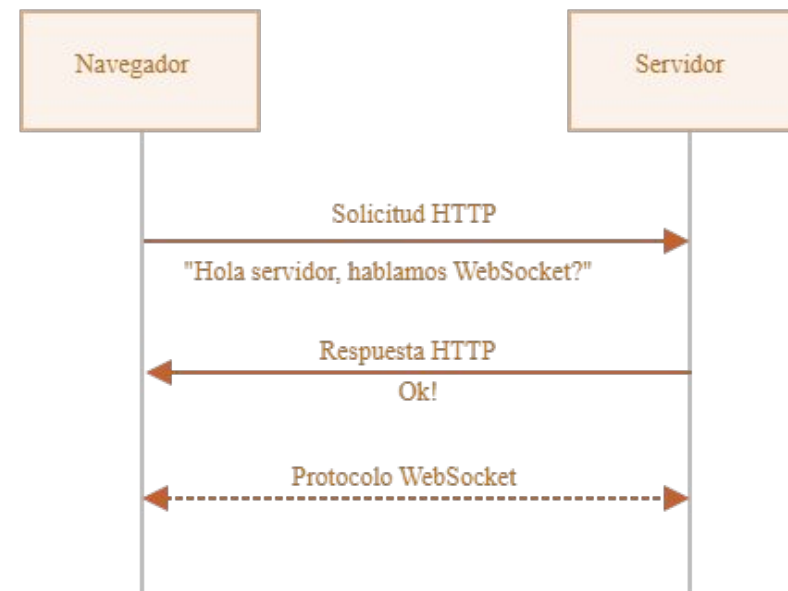 Navegador
Servidor
Solicitud HTTP
"Hola servidor, hablamos WebSocket?"
Respuesta HTTP
Ok!
Protocolo WebSocket